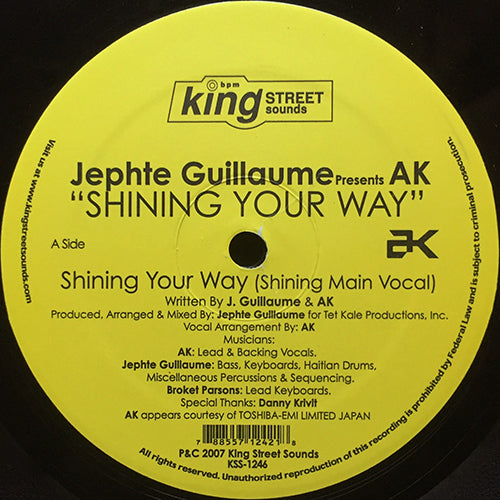 bpm
king STREET
sounds
Jephte Guillaume Presents AK
“SHINING YOUR WAY”
A Side
AK
Shining Your Way (Shining Main Vocal)
Written By J. Guillaume & AK
Produced, Arranged & Mixed By: Jephte Guillaume for Tet Kale Productions, Inc.
Vocal Arrangement By: AK
Musicians:
AK: Lead & Backing Vocals.
Jephte Guillaume: Bass, Keyboards, Haitian Drums,
Miscellaneous Percussions & Sequencing.
Broket Parsons: Lead Keyboards.
Special Thanks: Danny Krivit
AK appears courtesy of TOSHIBA-EMI LIMITED JAPAN
7 88557 12421 8
P&C 2007 King Street Sounds
KSS-1246
Visit us at www.kingstreetsounds.com
All rights reserved. Unauthorized reproduction of this recording is prohibited by Federal Law and is subject to criminal prosecution.